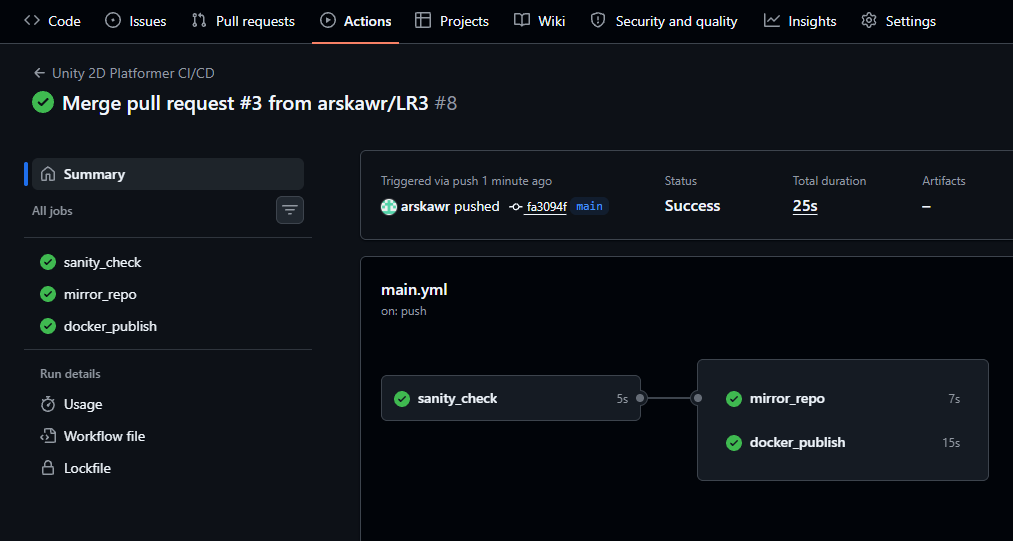 Code Issues Pull requests Actions Projects Wiki Security and quality Insights Settings
Unity 2D Platformer CI/CD
Merge pull request #3 from arskawr/LR3 #8
Summary
All jobs
sanity_check
mirror_repo
docker_publish
Run details
Usage
Workflow file
Lockfile
Triggered via push 1 minute ago
arskawr pushed fa3094f main
Status
Success
Total duration
25s
Artifacts
–
main.yml
on: push
sanity_check 5s
mirror_repo 7s
docker_publish 15s